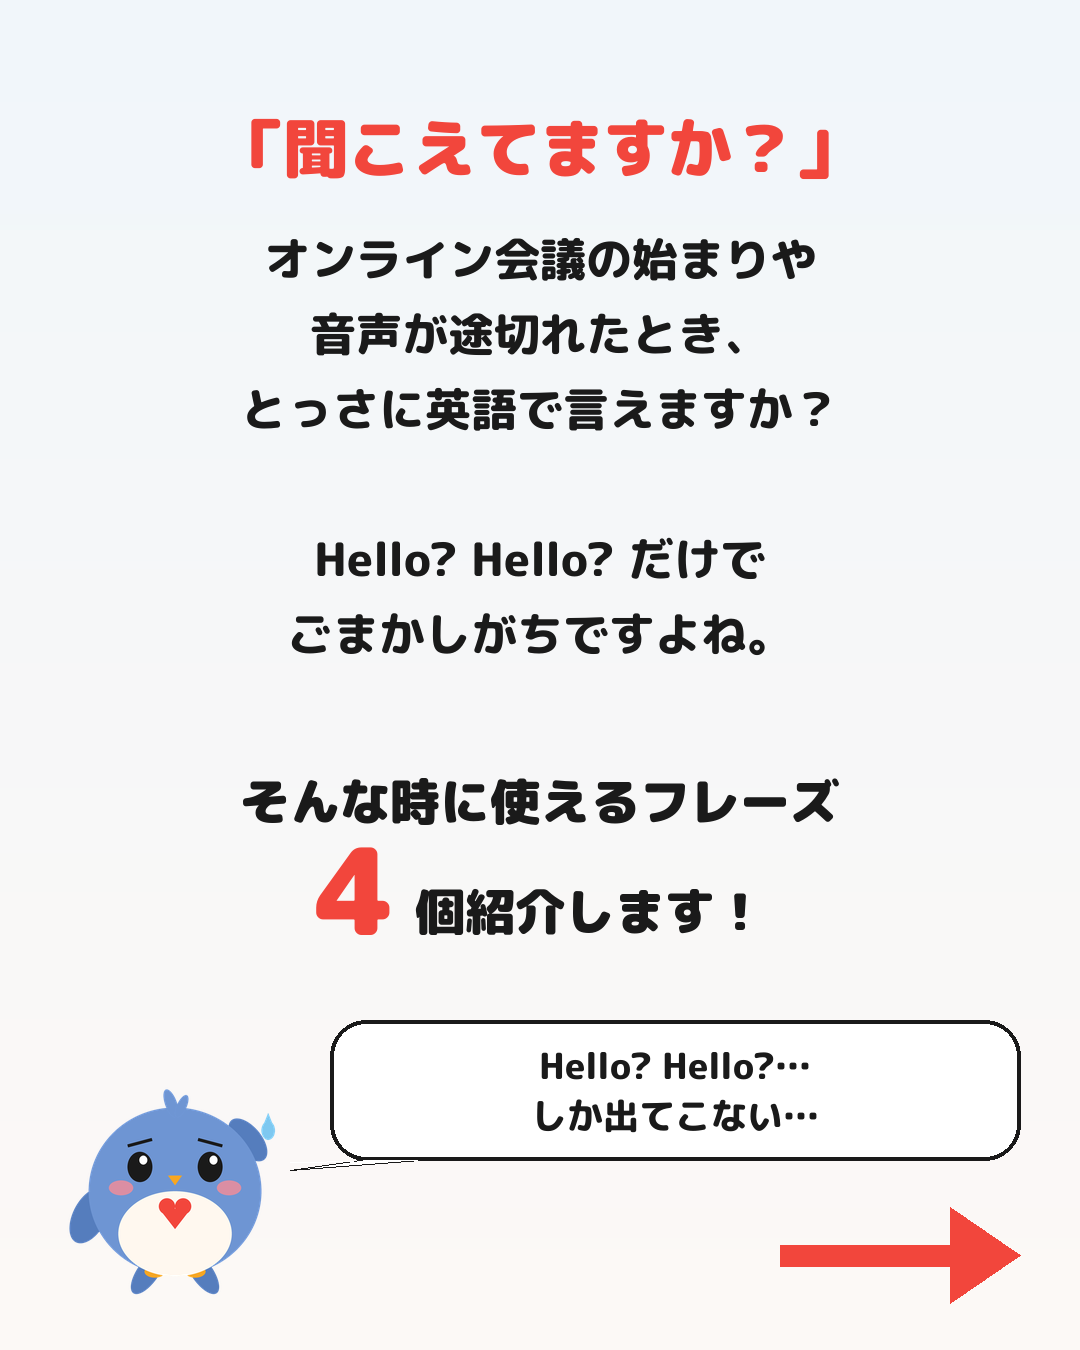 「聞こえてますか？」
オンライン会議の始まりや
音声が途切れたとき、
とっさに英語で言えますか？
Hello? Hello? だけで
ごまかしがちですよね。
そんな時に使えるフレーズ
4 個紹介します！
Hello? Hello?…
しか出てこない…